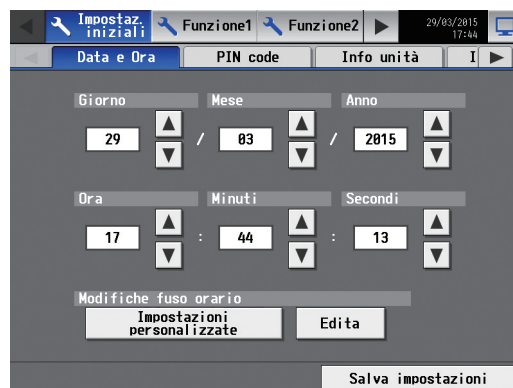 Impostaz. iniziali Funzione1 Funzione2 29/03/2015 17:44
Data e Ora PIN code Info unità I
Giorno Mese Anno
29 / 03 / 2015
Ora Minuti Secondi
17 : 44 : 13
Modifiche fuso orario
Impostazioni personalizzate Edita
Salva impostazioni